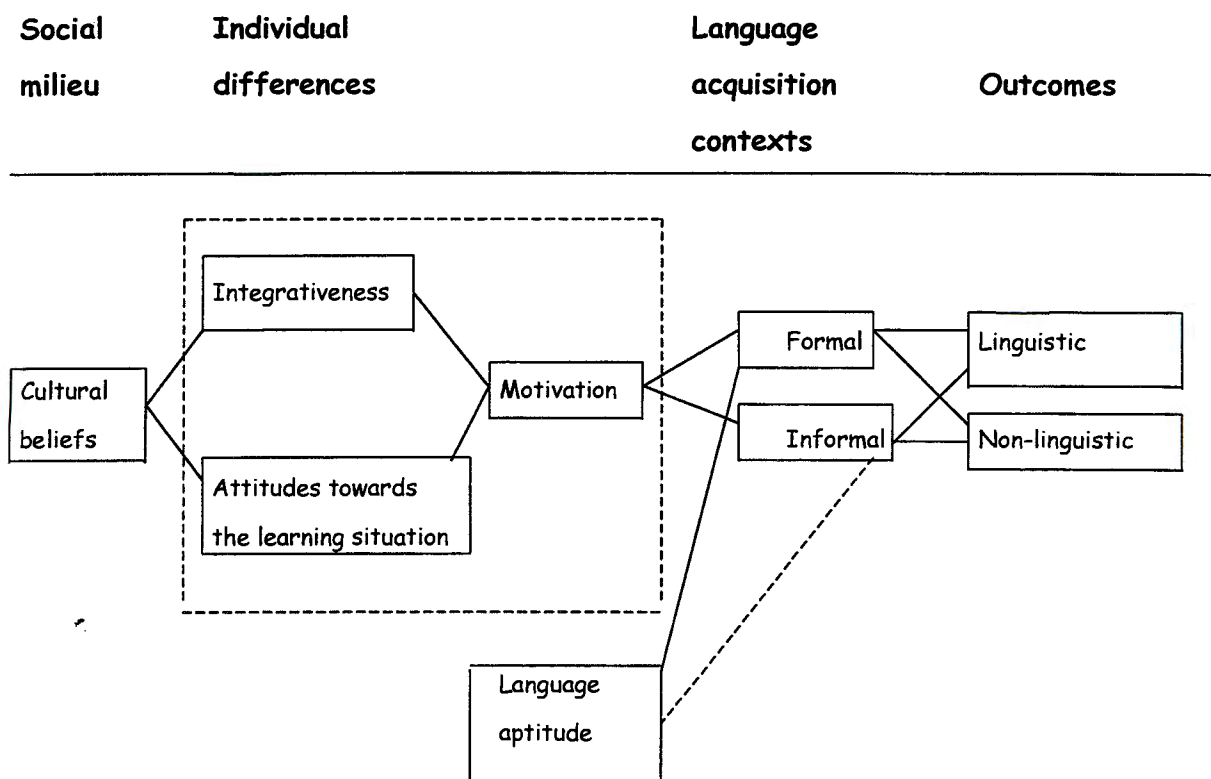 Social
milieu
Individual
differences
Language
acquisition
contexts
Outcomes
Integrativeness
Cultural
beliefs
Attitudes towards
the learning situation
Motivation
Formal
Informal
Linguistic
Non-linguistic
Language
aptitude